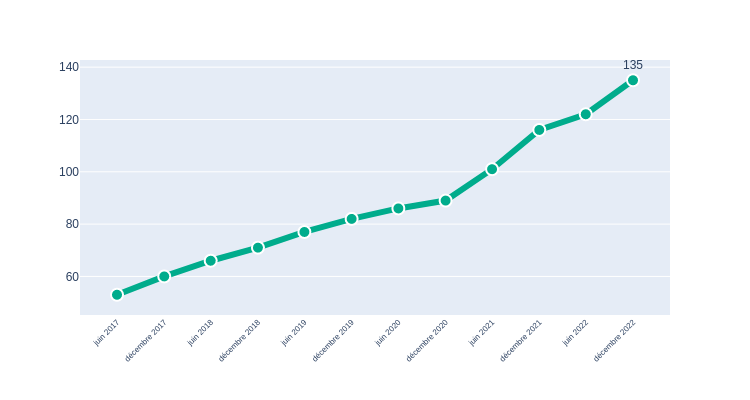 135
140
120
100
80
60
juin 2017
décembre 2017
juin 2018
décembre 2018
juin 2019
décembre 2019
juin 2020
décembre 2020
juin 2021
décembre 2021
juin 2022
décembre 2022